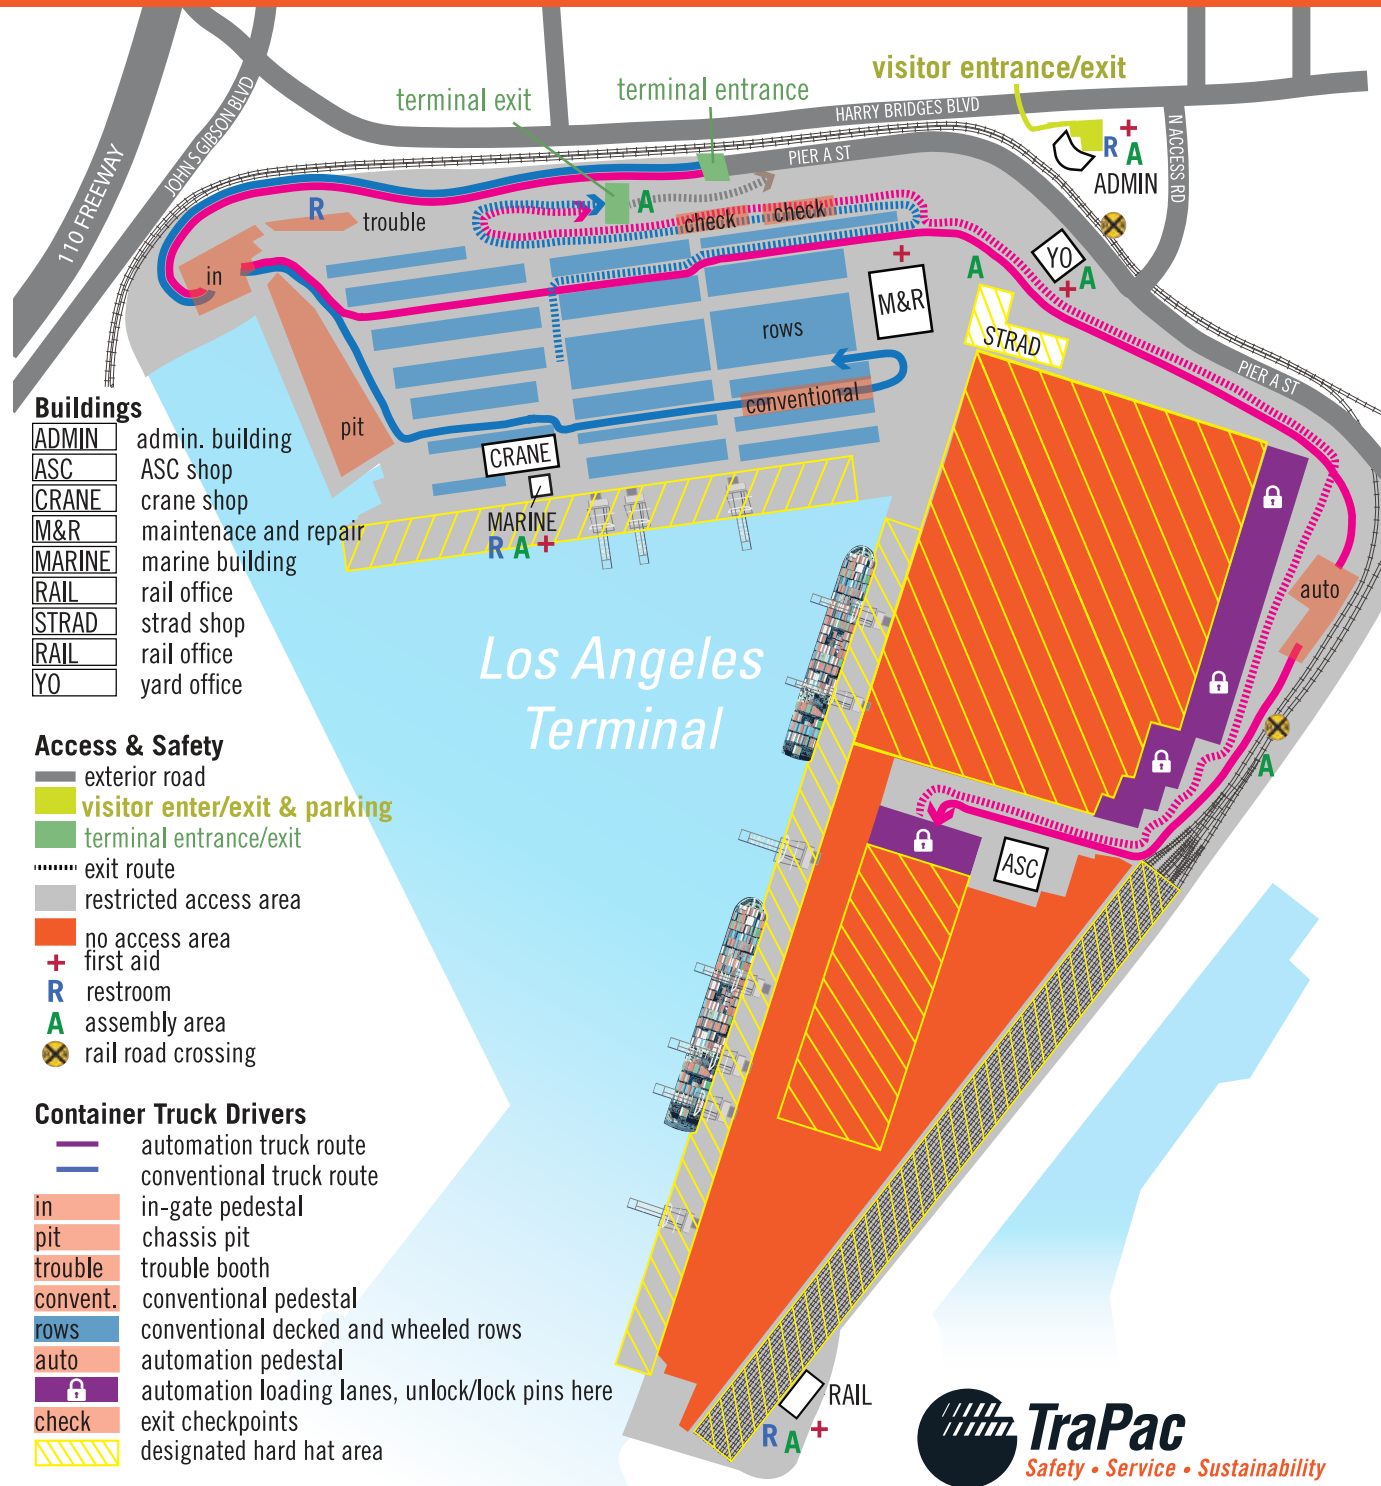 visitor entrance/exit
terminal entrance
terminal exit
HARRY BRIDGES BLVD
PIER A ST
N ACCESS RD
JOHN S GIBSON BLVD
110 FREEWAY
R A
ADMIN
R
trouble
A
check
check
in
YO
A
A
M&R
rows
STRAD
PIER A ST
conventional
pit
CRANE
MARINE
R A
auto
Los Angeles
Terminal
A
ASC
RAIL
R A
Buildings
ADMIN admin. building
ASC ASC shop
CRANE crane shop
M&R maintenace and repair
MARINE marine building
RAIL rail office
STRAD strad shop
RAIL rail office
YO yard office
Access & Safety
exterior road
visitor enter/exit & parking
terminal entrance/exit
exit route
restricted access area
no access area
+ first aid
R restroom
A assembly area
rail road crossing
Container Truck Drivers
automation truck route
conventional truck route
in in-gate pedestal
pit chassis pit
trouble trouble booth
convent. conventional pedestal
rows conventional decked and wheeled rows
auto automation pedestal
automation loading lanes, unlock/lock pins here
check exit checkpoints
designated hard hat area
TraPac
Safety • Service • Sustainability